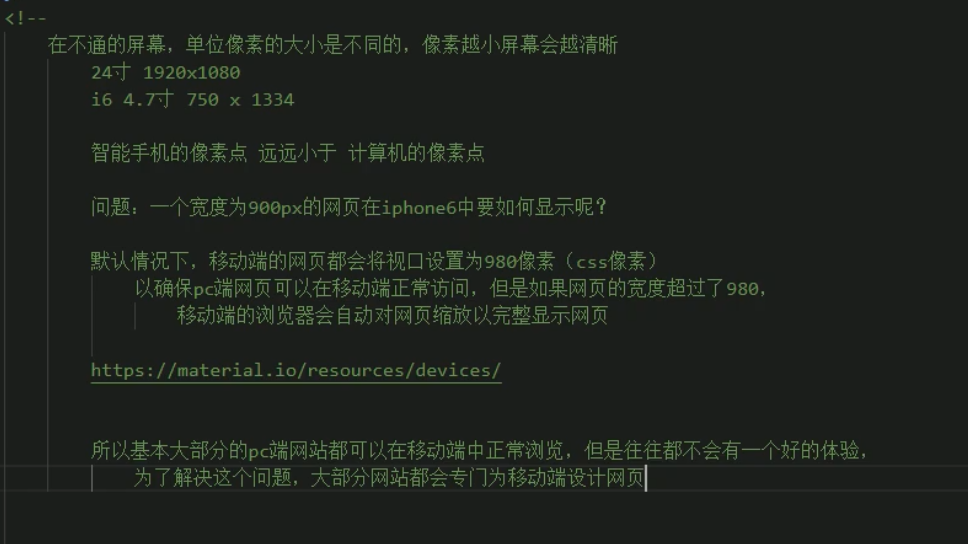 <!--
在不通的屏幕，单位像素的大小是不同的，像素越小屏幕会越清晰
24寸 1920x1080
i6 4.7寸 750 x 1334
智能手机的像素点 远远小于 计算机的像素点
问题：一个宽度为900px的网页在iphone6中要如何显示呢？
默认情况下，移动端的网页都会将视口设置为980像素（css像素）
以确保pc端网页可以在移动端正常访问，但是如果网页的宽度超过了980，
移动端的浏览器会自动对网页缩放以完整显示网页
https://material.io/resources/devices/
所以基本大部分的pc端网站都可以在移动端中正常浏览，但是往往都不会有一个好的体验，
为了解决这个问题，大部分网站都会专门为移动端设计网页